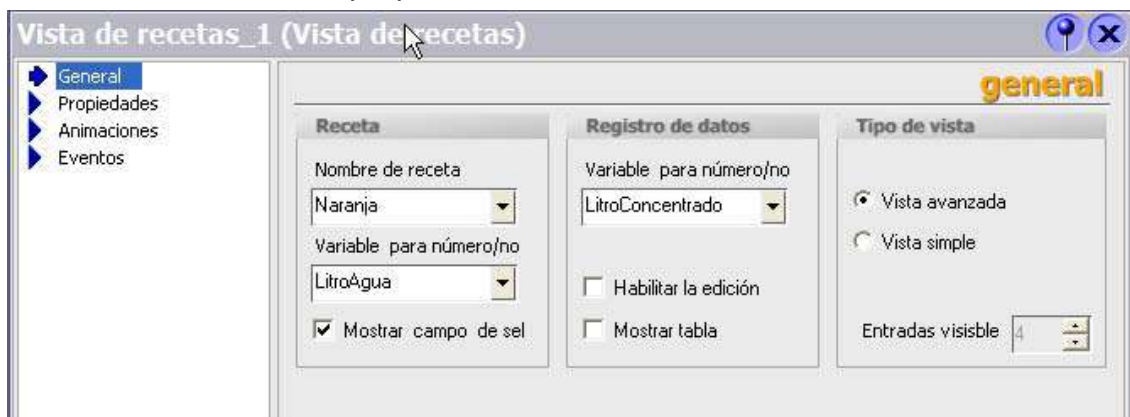 Vista de recetas_1 (Vista de recetas)
General
Propiedades
Animaciones
Eventos
general
Receta
Nombre de receta
Naranja
Variable para número/no
LitroAgua
Mostrar campo de sel
Registro de datos
Variable para número/no
LitroConcentrado
Habilitar la edición
Mostrar tabla
Tipo de vista
Vista avanzada
Vista simple
Entradas visisble 4